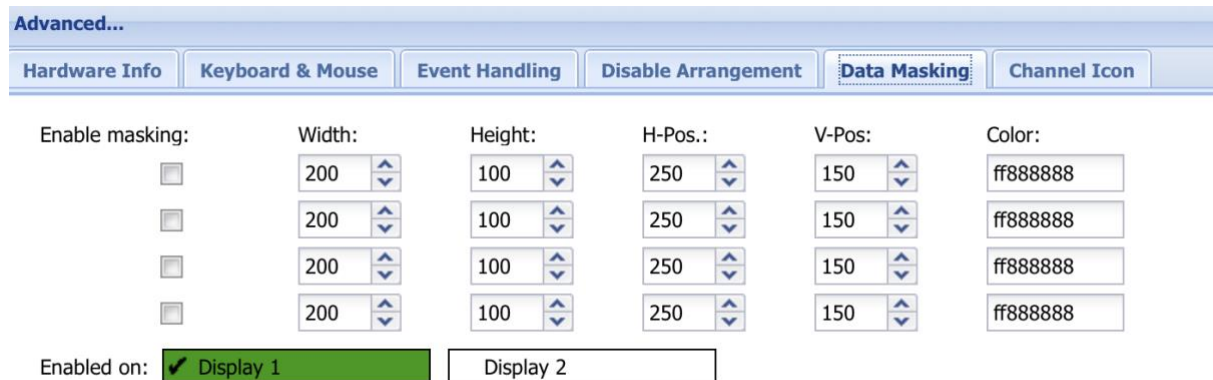 Advanced...
Hardware Info Keyboard & Mouse Event Handling Disable Arrangement Data Masking Channel Icon
Enable masking: Width: Height: H-Pos.: V-Pos: Color:
200 100 250 150 ff888888
200 100 250 150 ff888888
200 100 250 150 ff888888
200 100 250 150 ff888888
Enabled on: ✔ Display 1 Display 2